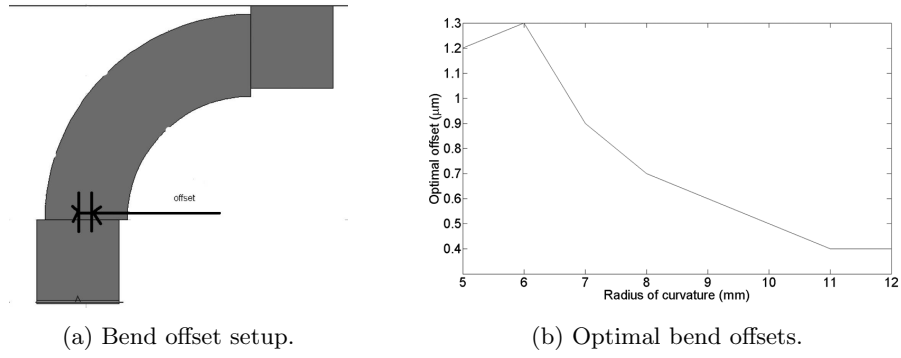 offset
(a) Bend offset setup.
1.3
1.2
1.1
1
0.9
0.8
0.7
0.6
0.5
0.4
Optimal offset (μm)
5 6 7 8 9 10 11 12
Radius of curvature (mm)
(b) Optimal bend offsets.